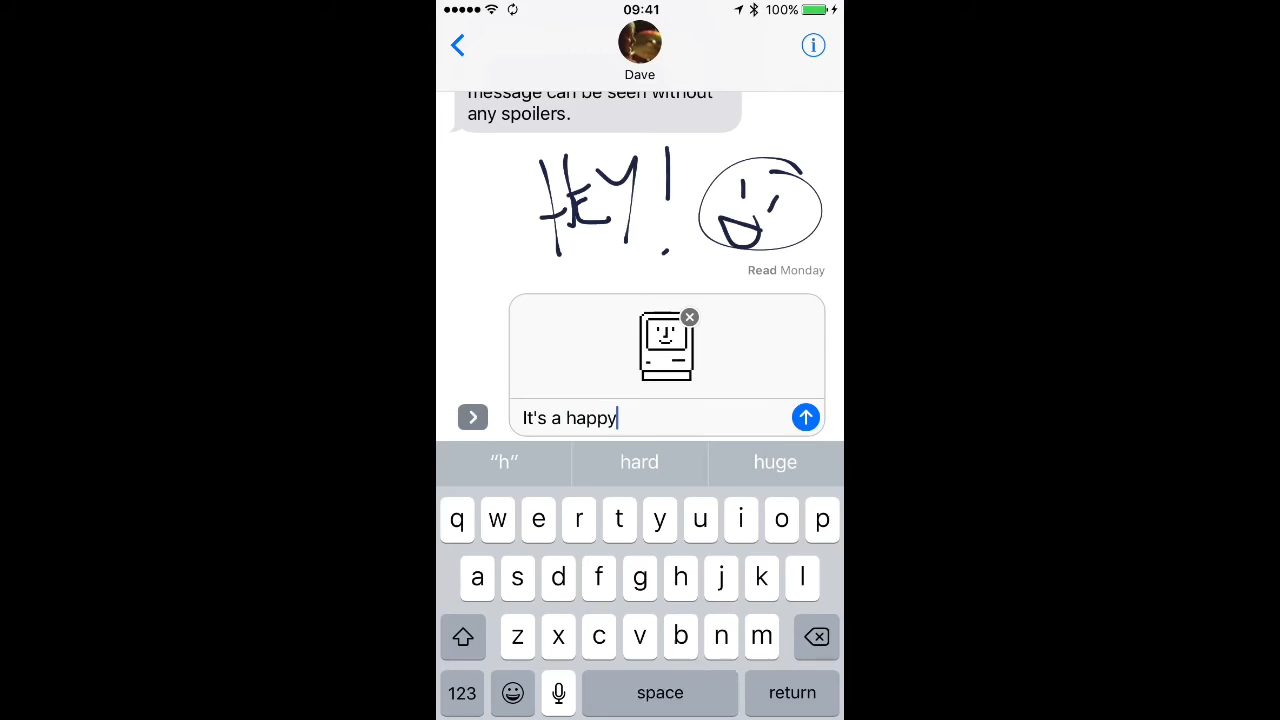 09:41
100%
Dave
message can be seen without
any spoilers.
HEY!
Read Monday
It's a happy
“h”
hard
huge
q w e r t y u i o p
a s d f g h j k l
z x c v b n m
123
space
return